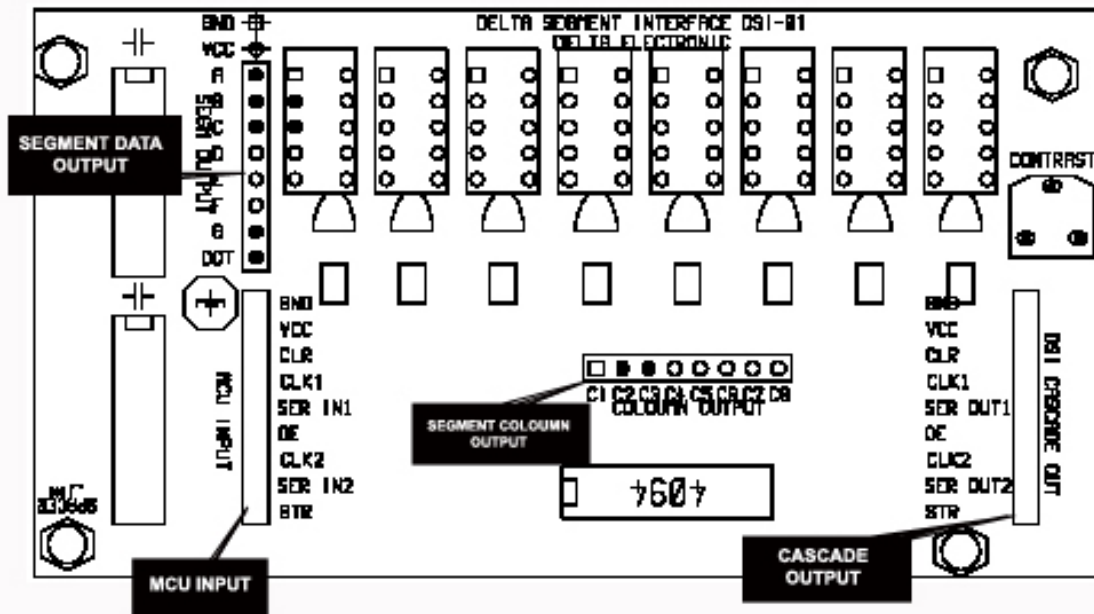 GND
DELTA SEGMENT INTERFACE DSI-01
DELTA ELECTRONIC
VCC
A
SEGMENT DATA
OUTPUT
G
DOT
CONTRAST
MCU INPUT
GND
VCC
CLR
CLK1
SER IN1
OE
CLK2
SER IN2
STR
C1 C2 C3 C4 C5 C6 C7 C8
COLOUMN OUTPUT
SEGMENT COLOUMN
OUTPUT
4094
GND
VCC
CLR
CLK1
SER OUT1
OE
CLK2
SER OUT2
STR
DSI CASCADE OUT
MCU INPUT
CASCADE
OUTPUT